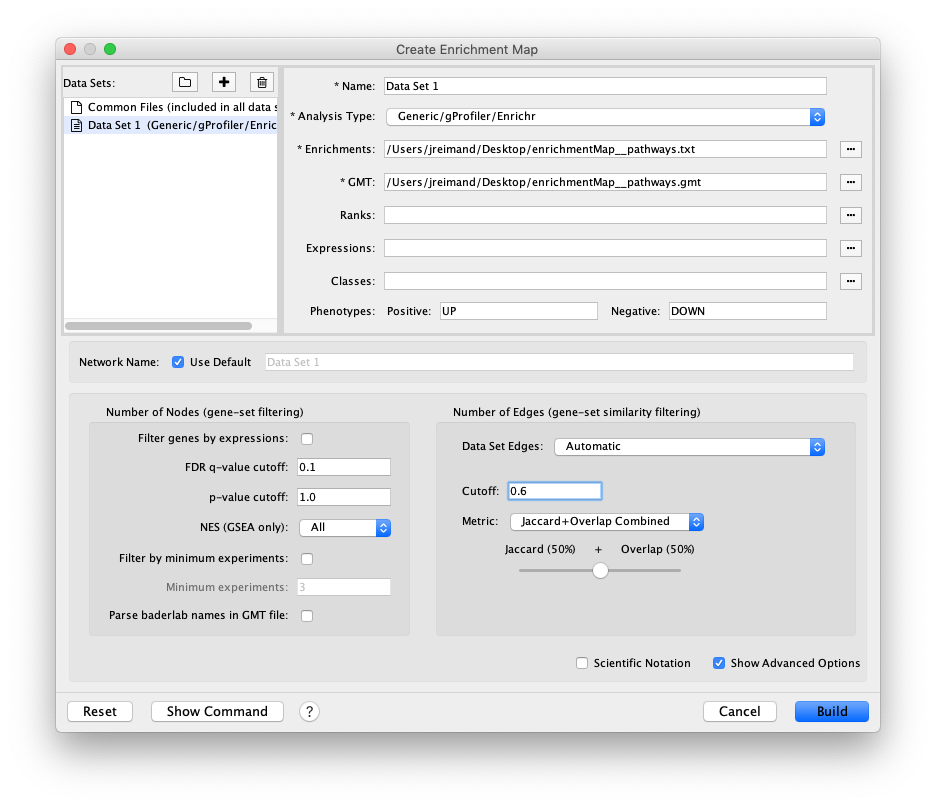 Create Enrichment Map
Data Sets:
Common Files (included in all data s
Data Set 1 (Generic/gProfiler/Enric
* Name: Data Set 1
* Analysis Type: Generic/gProfiler/Enrichr
* Enrichments: /Users/jreimand/Desktop/enrichmentMap__pathways.txt
* GMT: /Users/jreimand/Desktop/enrichmentMap__pathways.gmt
Ranks:
Expressions:
Classes:
Phenotypes: Positive: UP Negative: DOWN
Network Name: Use Default Data Set 1
Number of Nodes (gene-set filtering)
Filter genes by expressions:
FDR q-value cutoff: 0.1
p-value cutoff: 1.0
NES (GSEA only): All
Filter by minimum experiments:
Minimum experiments: 3
Parse baderlab names in GMT file:
Number of Edges (gene-set similarity filtering)
Data Set Edges: Automatic
Cutoff: 0.6
Metric: Jaccard+Overlap Combined
Jaccard (50%) + Overlap (50%)
Scientific Notation Show Advanced Options
Reset Show Command ? Cancel Build